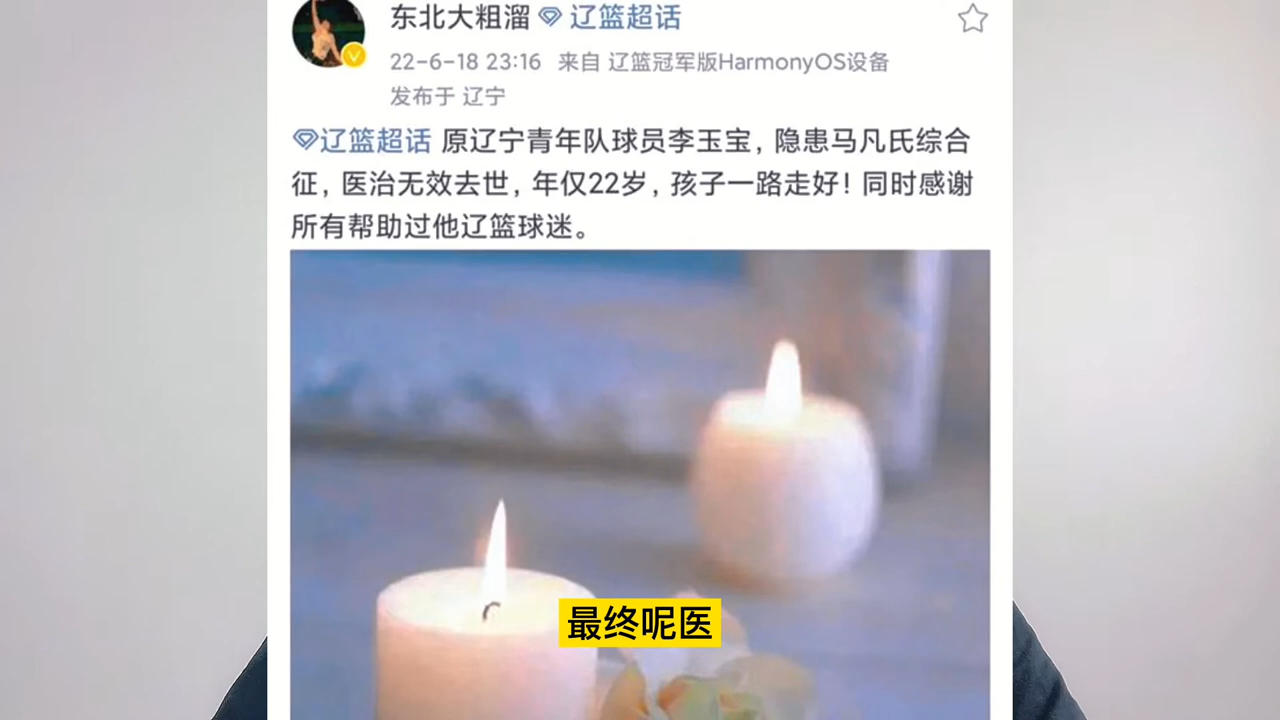 东北大粗溜 辽篮超话
22-6-18 23:16 来自 辽篮冠军版HarmonyOS设备
发布于 辽宁
辽篮超话 原辽宁青年队球员李玉宝，隐患马凡氏综合
征，医治无效去世，年仅22岁，孩子一路走好！同时感谢
所有帮助过他辽篮球迷。
最终呢医